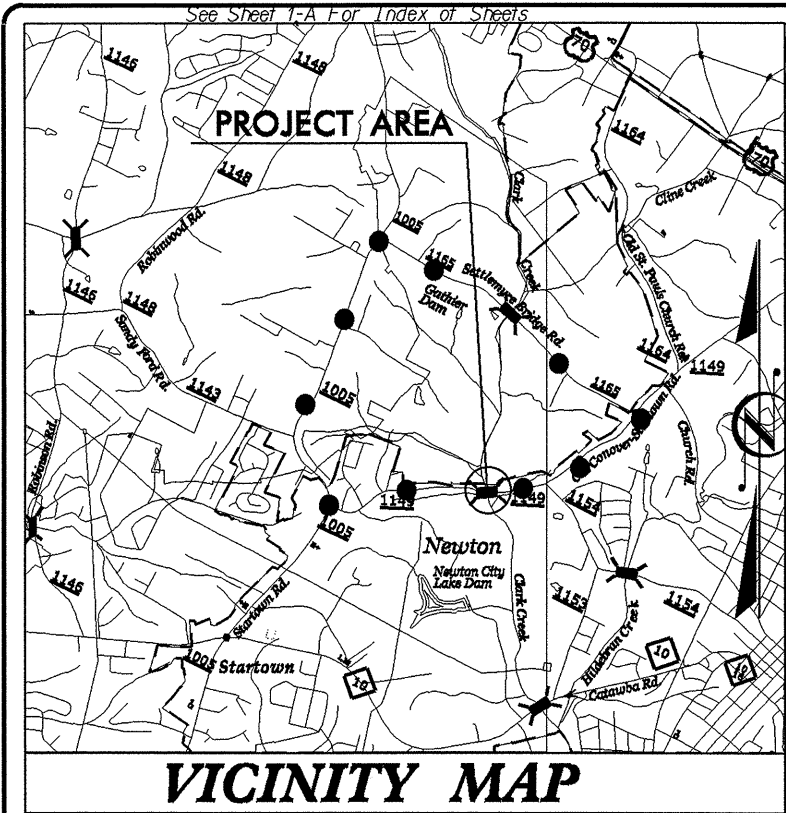 See Sheet 1-A For Index of Sheets
1146
1148
70
1164
70
PROJECT AREA
Clark
Cline Creek
1148
Robinwood Rd.
1005
1165
Settlemyre Bridge Rd.
Creek
Old St. Pauls Church Rd.
Gathier
Dam
1146
1148
Sandy Ford Rd.
1164
1149
1143
1005
1165
Church Rd.
Robinson Rd.
1149
1149
1154
1005
Newton
Newton City
Lake Dam
Clark Creek
1146
1153
1154
Startown Rd.
Hildebran Creek
10
1005
Startown
10
Catawba Rd.
VICINITY MAP